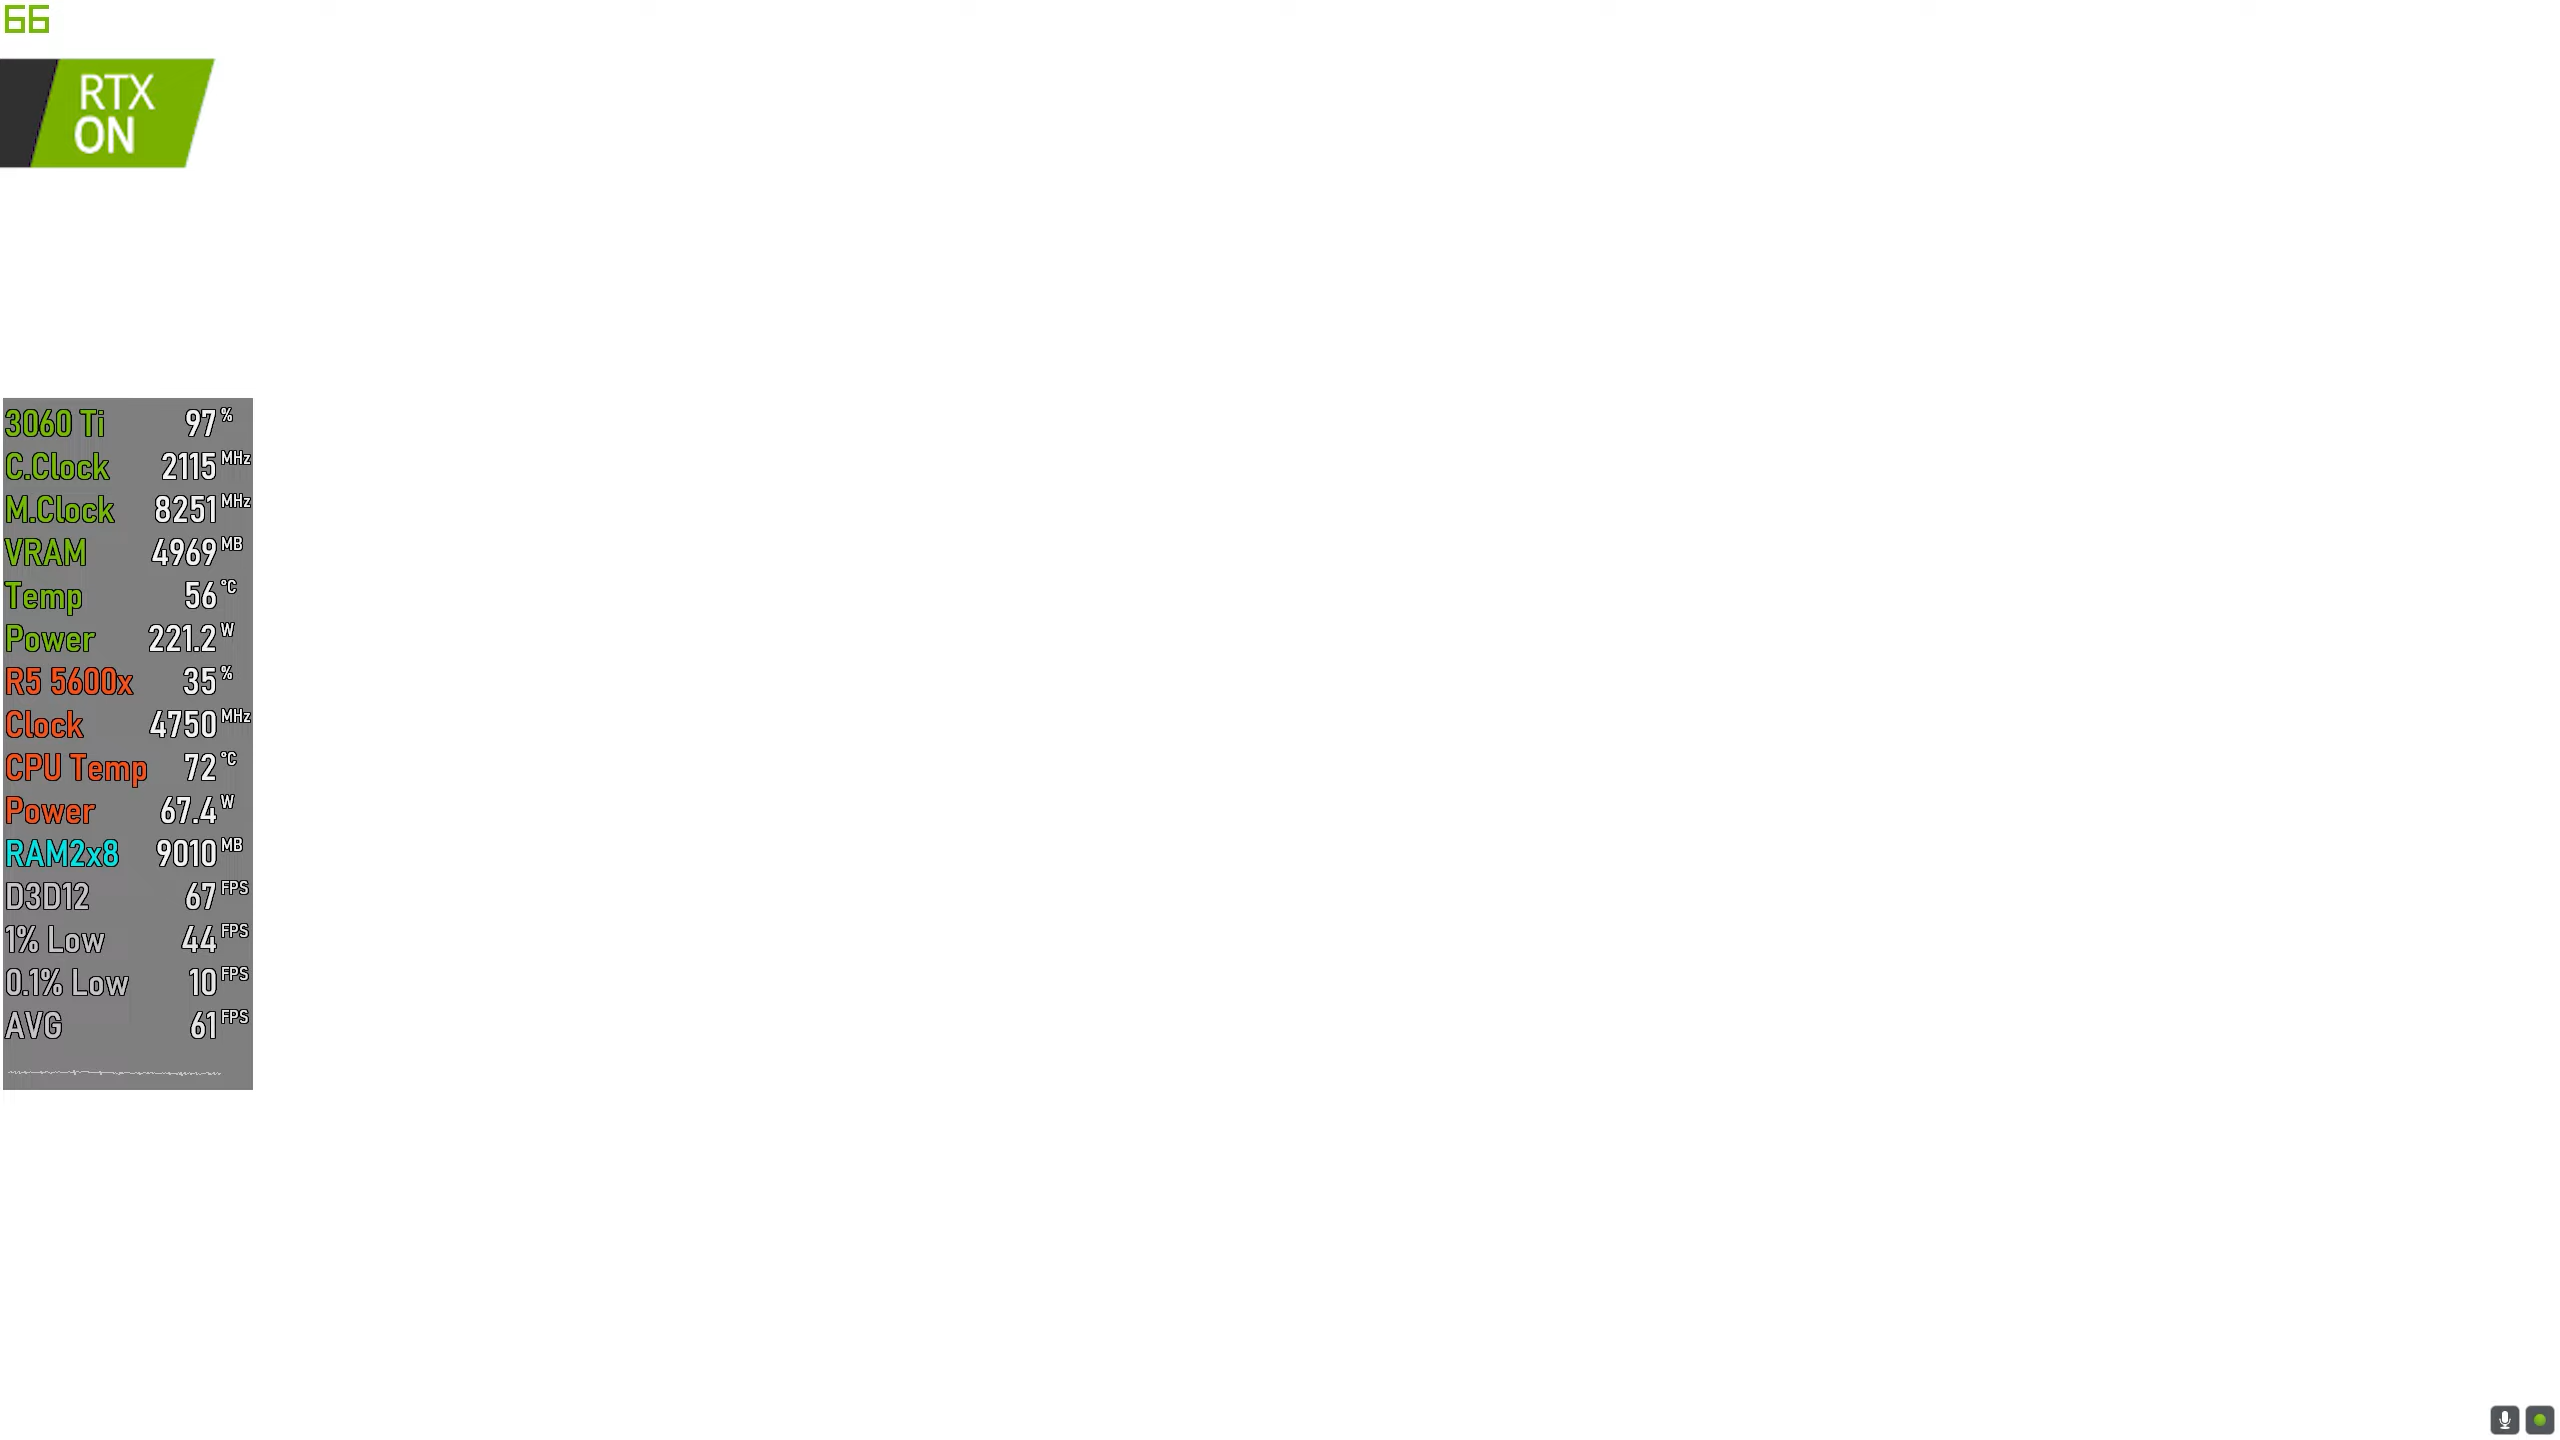 66
RTX
ON
3060 Ti 97 %
C.Clock 2115 MHz
M.Clock 8251 MHz
VRAM 4969 MB
Temp 56 °C
Power 221.2 W
R5 5600x 35 %
Clock 4750 MHz
CPU Temp 72 °C
Power 67.4 W
RAM2x8 9010 MB
D3D12 67 FPS
1% Low 44 FPS
0.1% Low 10 FPS
AVG 61 FPS